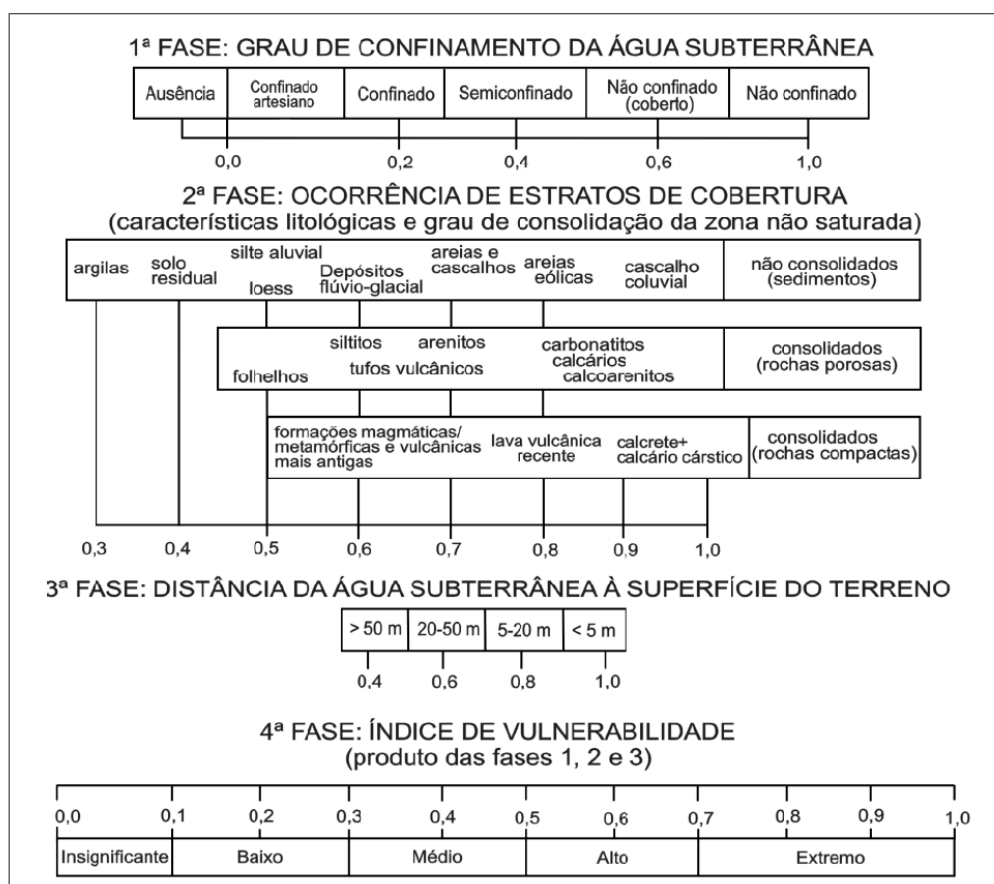 1ª FASE: GRAU DE CONFINAMENTO DA ÁGUA SUBTERRÂNEA
Ausência
Confinado
artesiano
Confinado
Semiconfinado
Não confinado
(coberto)
Não confinado
0,0 0,2 0,4 0,6 1,0
2ª FASE: OCORRÊNCIA DE ESTRATOS DE COBERTURA
(características litológicas e grau de consolidação da zona não saturada)
argilas
solo
residual
silte aluvial
loess
Depósitos
flúvio-glacial
areias e
cascalhos
areias
eólicas
cascalho
coluvial
não consolidados
(sedimentos)
folhelhos
siltitos
tufos vulcânicos
arenitos
carbonatitos
calcários
calcoarenitos
consolidados
(rochas porosas)
formações magmáticas/
metamórficas e vulcânicas
mais antigas
lava vulcânica
recente
calcrete+
calcário cárstico
consolidados
(rochas compactas)
0,3 0,4 0,5 0,6 0,7 0,8 0,9 1,0
3ª FASE: DISTÂNCIA DA ÁGUA SUBTERRÂNEA À SUPERFÍCIE DO TERRENO
> 50 m 20-50 m 5-20 m < 5 m
0,4 0,6 0,8 1,0
4ª FASE: ÍNDICE DE VULNERABILIDADE
(produto das fases 1, 2 e 3)
0,0 0,1 0,2 0,3 0,4 0,5 0,6 0,7 0,8 0,9 1,0
Insignificante Baixo Médio Alto Extremo